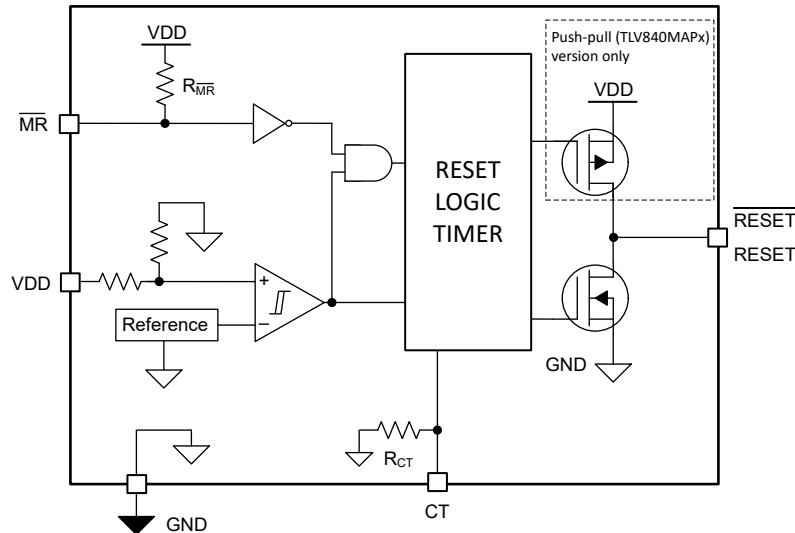 VDD
Push-pull (TLV840MAPx)
version only
R_MR
VDD
MR
RESET
LOGIC
TIMER
RESET
RESET
VDD
+
Reference
−
GND
R_CT
GND
CT